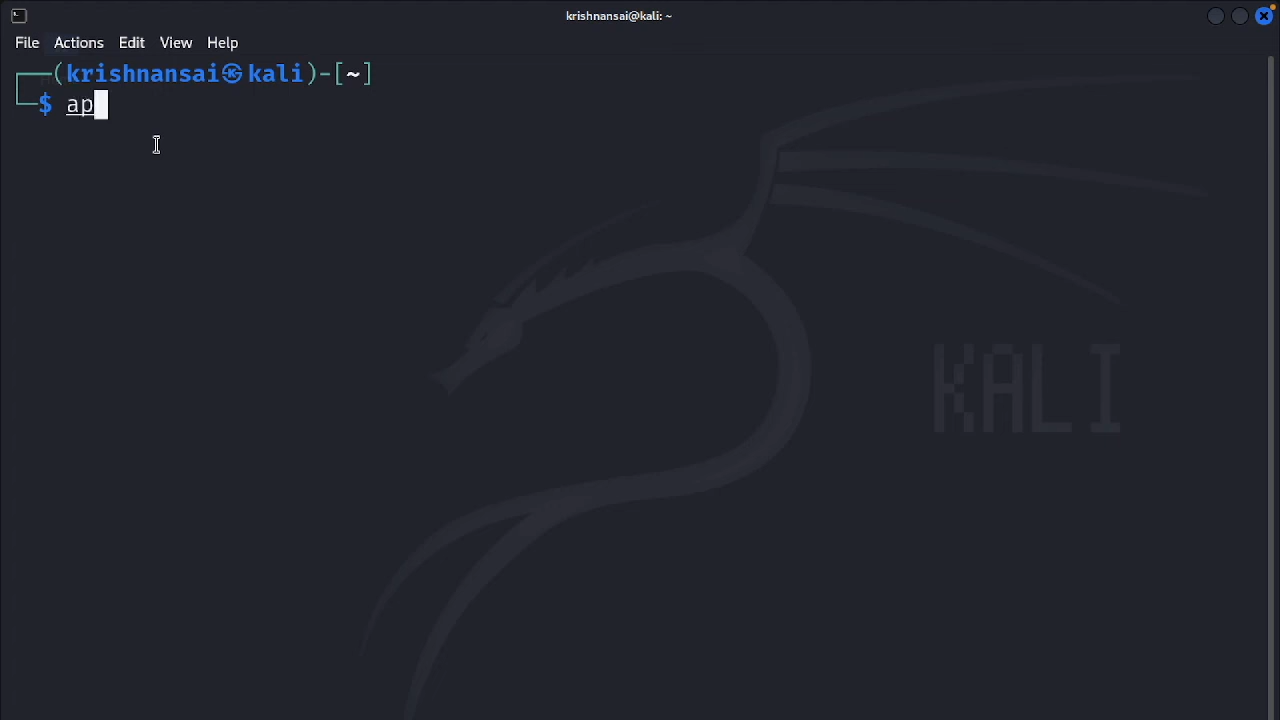 krishnansai@kali: ~
File Actions Edit View Help
┌──(krishnansai㉿kali)-[~]
└─$ ap
KALI